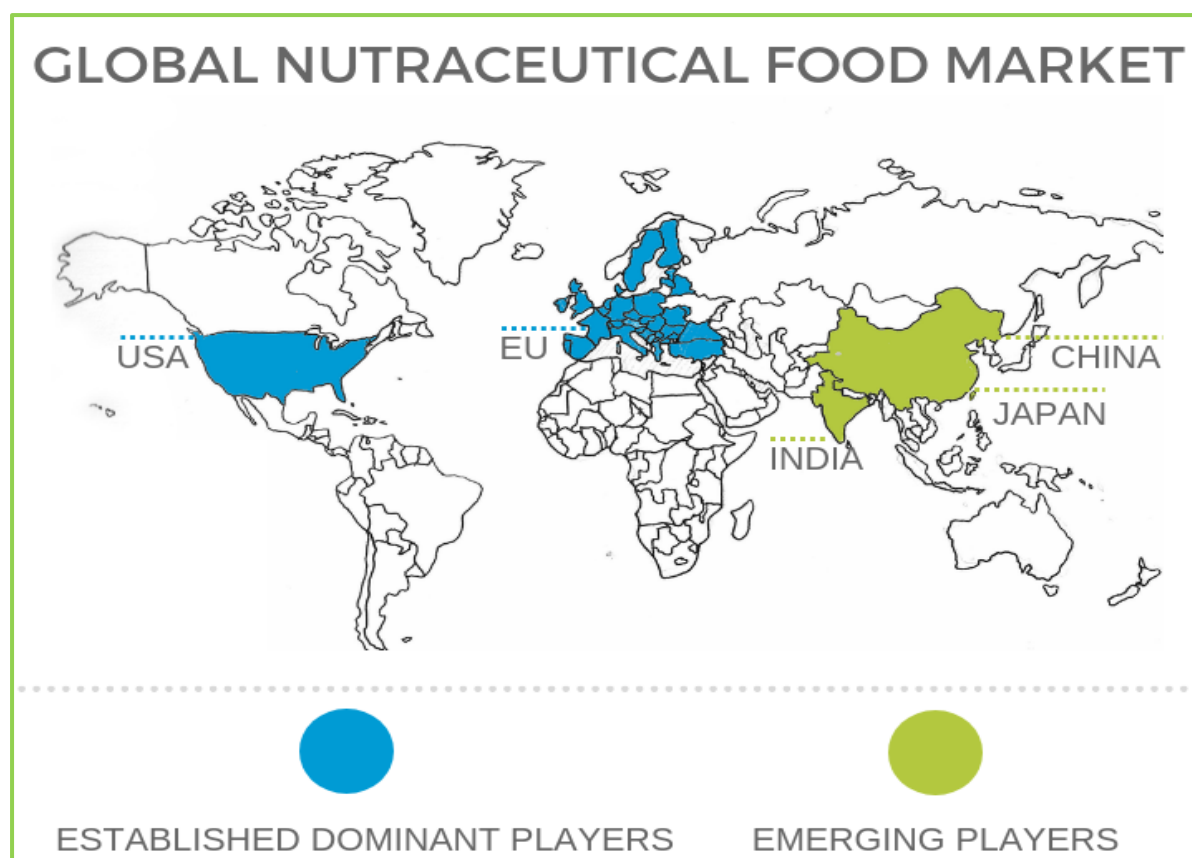 GLOBAL NUTRACEUTICAL FOOD MARKET
USA
EU
CHINA
JAPAN
INDIA
ESTABLISHED DOMINANT PLAYERS
EMERGING PLAYERS